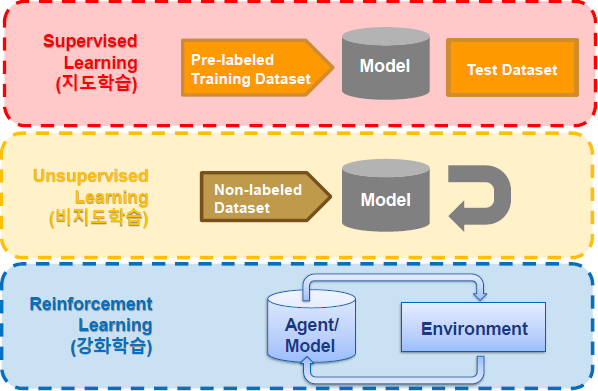 Supervised
Learning
(지도학습)
Pre-labeled
Training Dataset
Model
Test Dataset
Unsupervised
Learning
(비지도학습)
Non-labeled
Dataset
Model
Reinforcement
Learning
(강화학습)
Agent/
Model
Environment